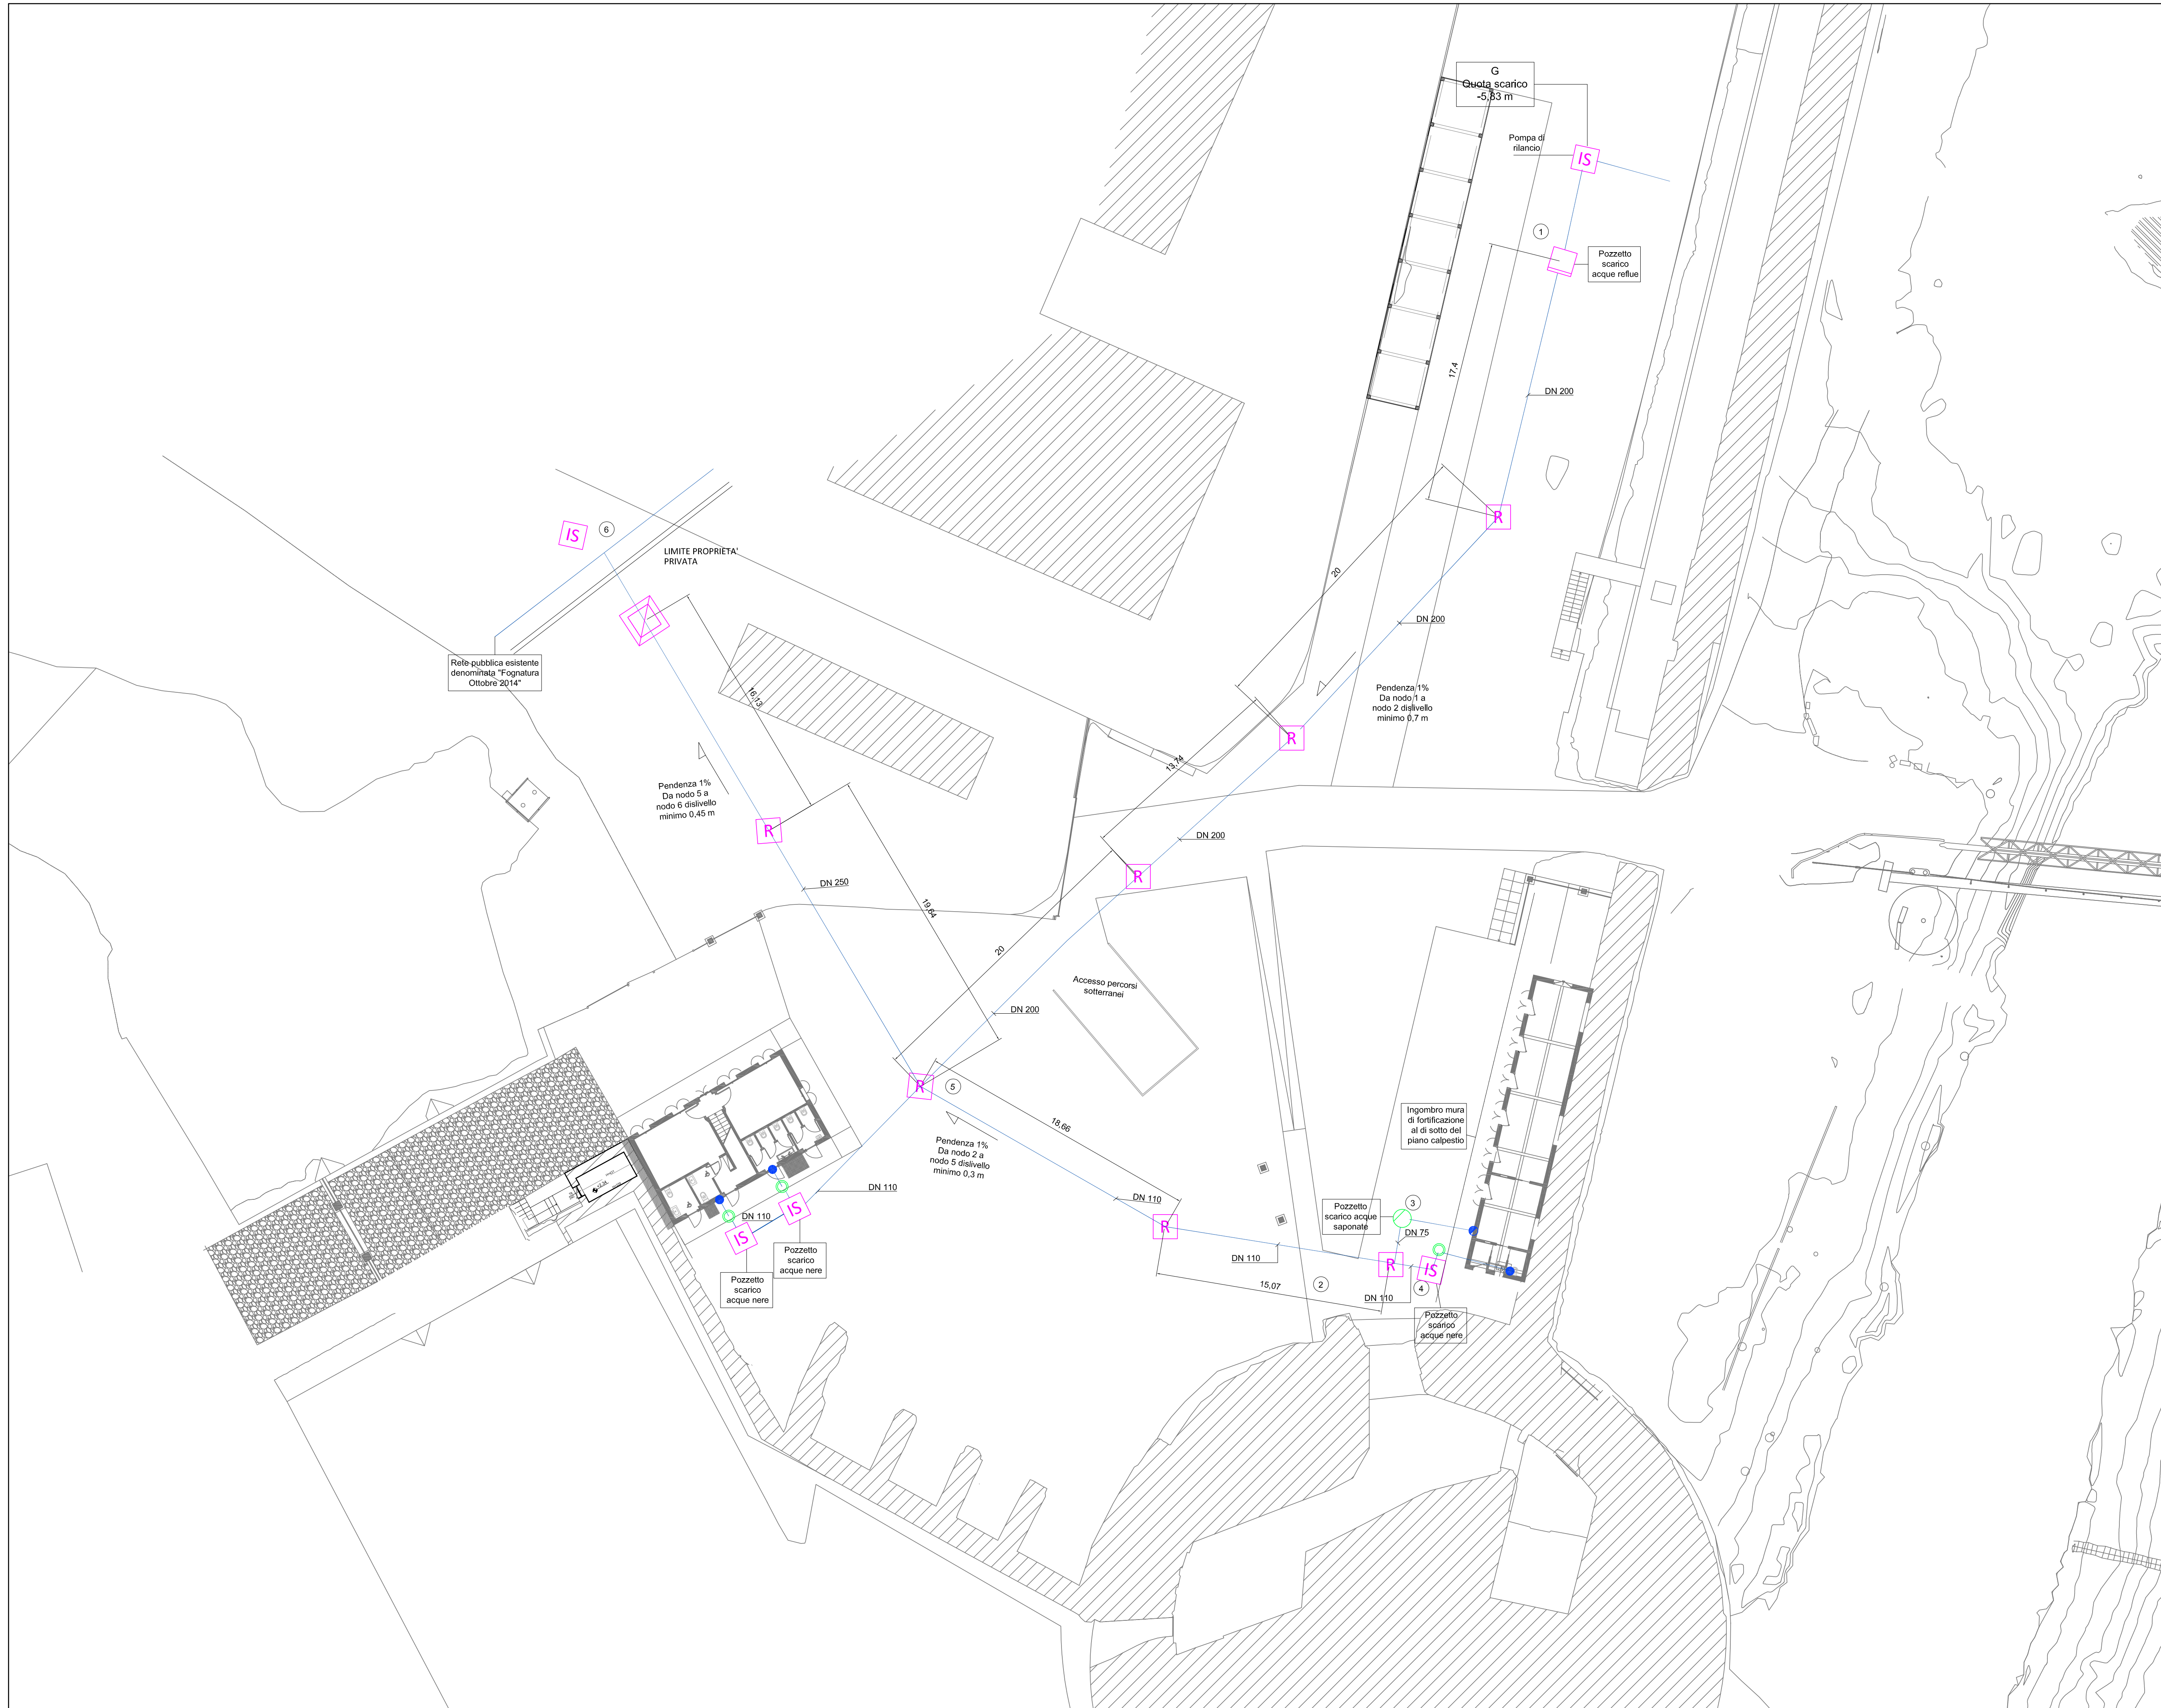 G
Quota scarico
-5,83 m
Pompa di
rilancio
IS
1
Pozzetto
scarico
acque reflue
17,4
DN 200
R
20
DN 200
Pendenza 1%
Da nodo 1 a
nodo 2 dislivello
minimo 0,7 m
R
13,74
DN 200
R
20
DN 200
IS
6
LIMITE PROPRIETA'
PRIVATA
Rete pubblica esistente
denominata "Fognatura
Ottobre 2014"
16,13
Pendenza 1%
Da nodo 5 a
nodo 6 dislivello
minimo 0,45 m
R
DN 250
19,64
Accesso percorsi
sotterranei
R
5
18,66
Pendenza 1%
Da nodo 2 a
nodo 5 dislivello
minimo 0,3 m
Ingombro mura
di fortificazione
al di sotto del
piano calpestio
DN 110
DN 110
DN 110
IS
IS
Pozzetto
scarico
acque nere
Pozzetto
scarico
acque nere
R
Pozzetto
scarico acque
saponate
3
DN 75
DN 110
R
IS
15,07
2
4
DN 110
Pozzetto
scarico
acque nere